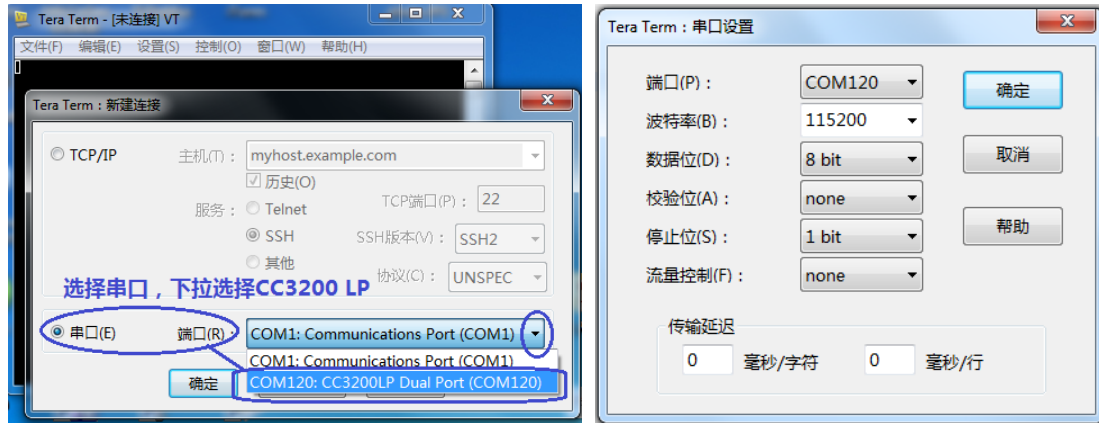 Tera Term - [未连接] VT
文件(F) 编辑(E) 设置(S) 控制(O) 窗口(W) 帮助(H)
Tera Term：新建连接
TCP/IP 主机(T)： myhost.example.com
历史(O)
服务： Telnet TCP端口(P)： 22
SSH SSH版本(V)： SSH2
其他 协议(C)： UNSPEC
选择串口，下拉选择CC3200 LP
串口(E) 端口(R)： COM1: Communications Port (COM1)
COM1: Communications Port (COM1)
COM120: CC3200LP Dual Port (COM120)
确定
Tera Term：串口设置
端口(P)： COM120 确定
波特率(B)： 115200
数据位(D)： 8 bit 取消
校验位(A)： none
停止位(S)： 1 bit 帮助
流量控制(F)： none
传输延迟
0 毫秒/字符 0 毫秒/行